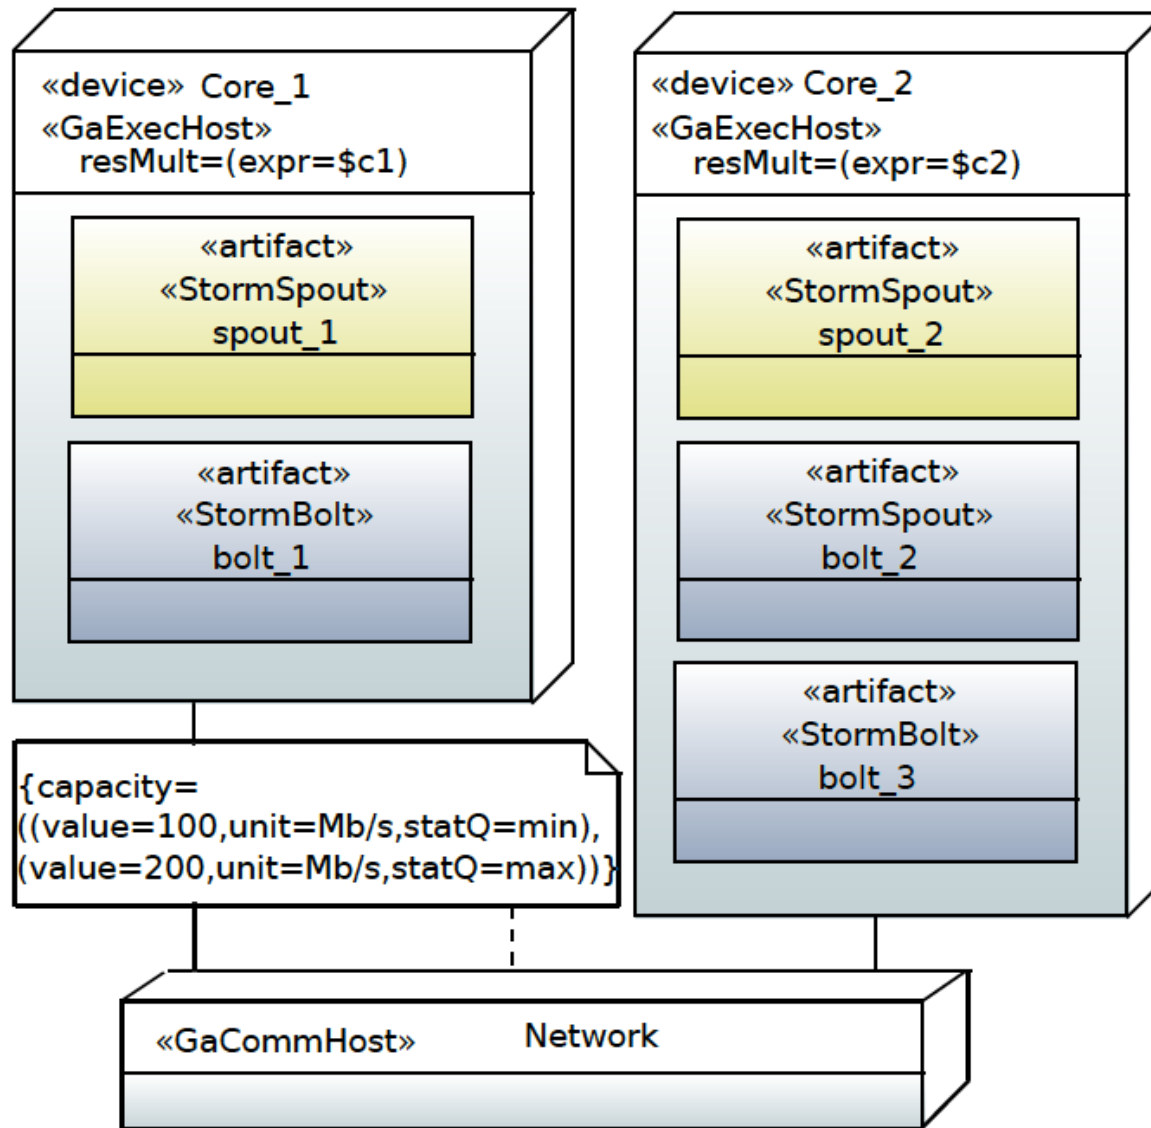 «device» Core_1
«GaExecHost»
resMult=(expr=$c1)
«artifact»
«StormSpout»
spout_1
«artifact»
«StormBolt»
bolt_1
«device» Core_2
«GaExecHost»
resMult=(expr=$c2)
«artifact»
«StormSpout»
spout_2
«artifact»
«StormSpout»
bolt_2
«artifact»
«StormBolt»
bolt_3
{capacity=
((value=100,unit=Mb/s,statQ=min),
(value=200,unit=Mb/s,statQ=max))}
«GaCommHost» Network